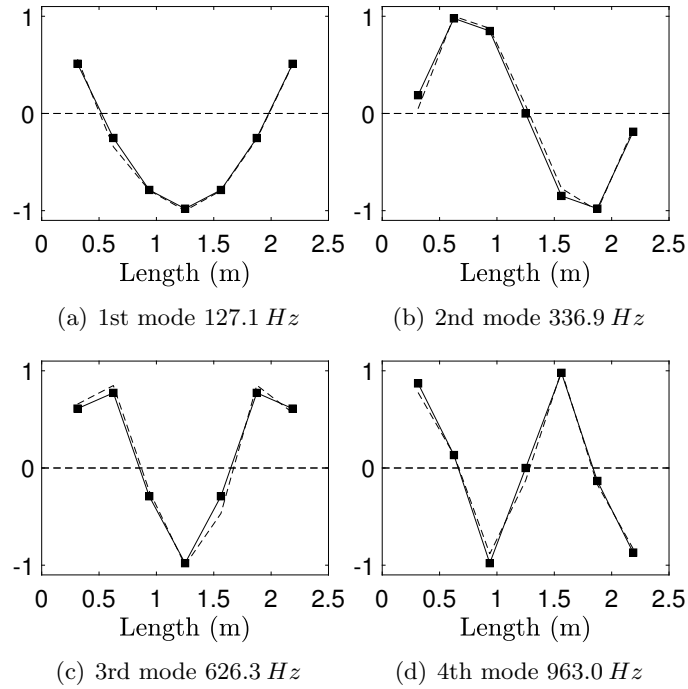 1
0
-1
0 0.5 1 1.5 2 2.5
Length (m)
(a) 1st mode 127.1 Hz
1
0
-1
0 0.5 1 1.5 2 2.5
Length (m)
(b) 2nd mode 336.9 Hz
1
0
-1
0 0.5 1 1.5 2 2.5
Length (m)
(c) 3rd mode 626.3 Hz
1
0
-1
0 0.5 1 1.5 2 2.5
Length (m)
(d) 4th mode 963.0 Hz